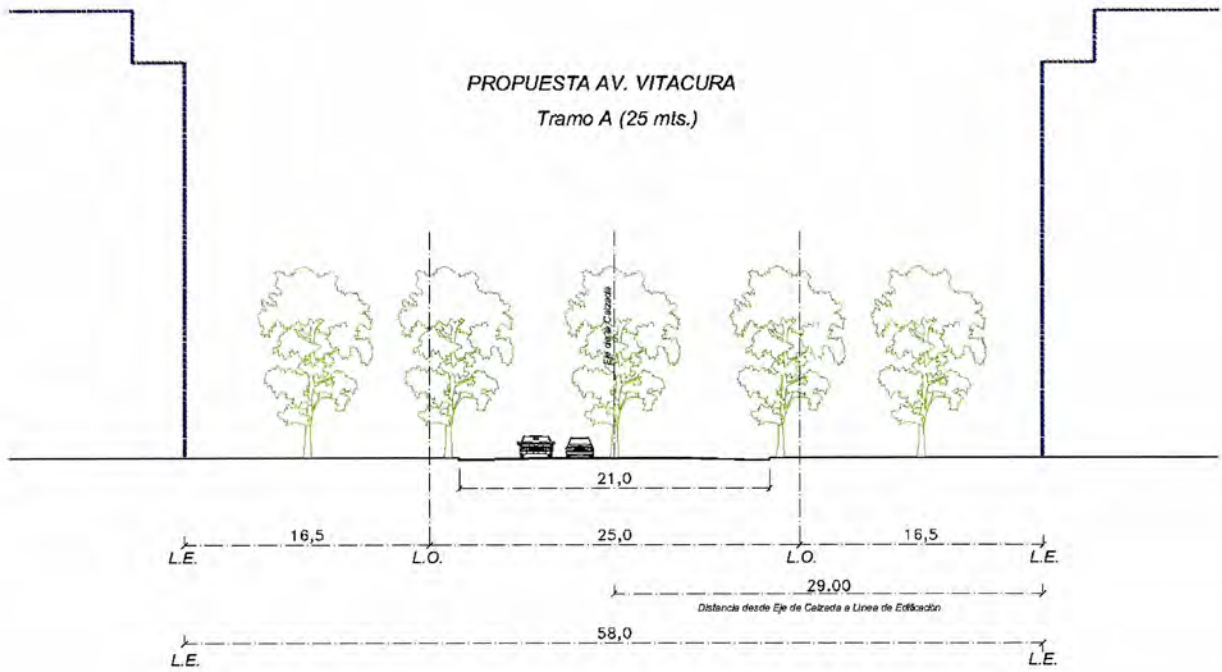 PROPUESTA AV. VITACURA
Tramo A (25 mts.)
Eje de la Calzada
21,0
16,5 25,0 16,5
L.E. L.O. L.O. L.E.
29.00
Distancia desde Eje de Calzada a Linea de Edificación
58,0
L.E. L.E.